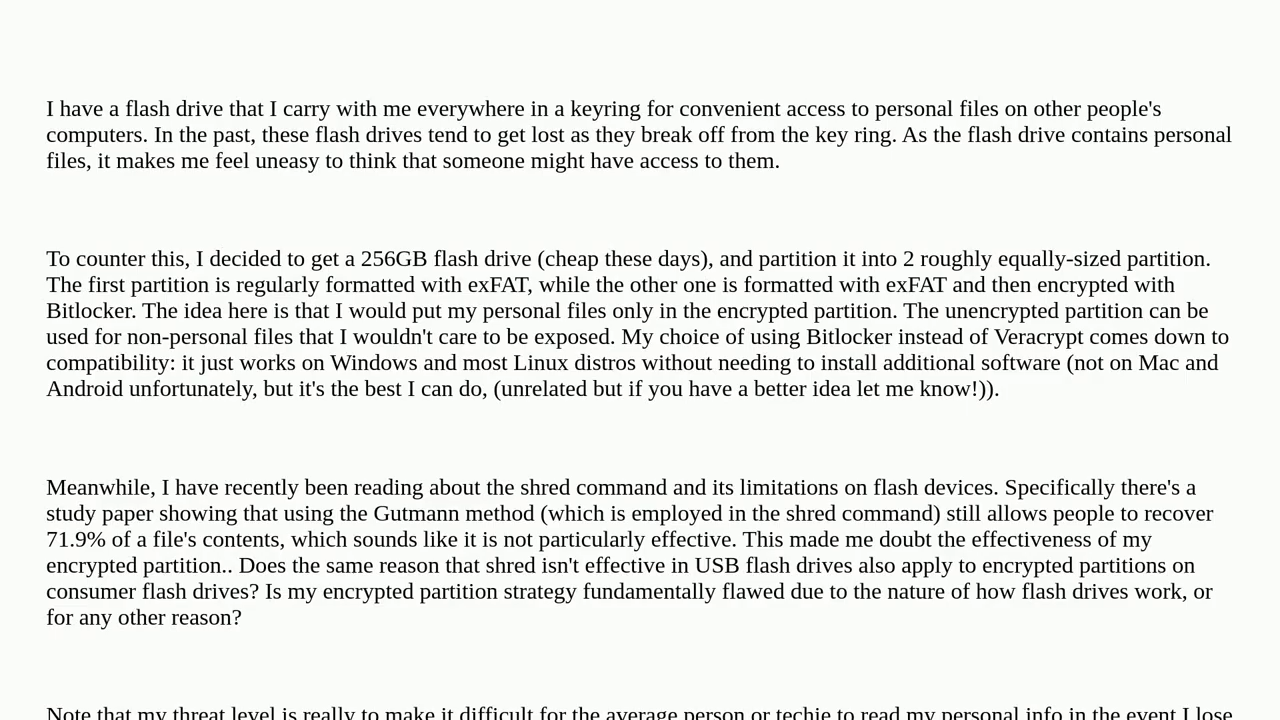 I have a flash drive that I carry with me everywhere in a keyring for convenient access to personal files on other people's
computers. In the past, these flash drives tend to get lost as they break off from the key ring. As the flash drive contains personal
files, it makes me feel uneasy to think that someone might have access to them.
To counter this, I decided to get a 256GB flash drive (cheap these days), and partition it into 2 roughly equally-sized partition.
The first partition is regularly formatted with exFAT, while the other one is formatted with exFAT and then encrypted with
Bitlocker. The idea here is that I would put my personal files only in the encrypted partition. The unencrypted partition can be
used for non-personal files that I wouldn't care to be exposed. My choice of using Bitlocker instead of Veracrypt comes down to
compatibility: it just works on Windows and most Linux distros without needing to install additional software (not on Mac and
Android unfortunately, but it's the best I can do, (unrelated but if you have a better idea let me know!)).
Meanwhile, I have recently been reading about the shred command and its limitations on flash devices. Specifically there's a
study paper showing that using the Gutmann method (which is employed in the shred command) still allows people to recover
71.9% of a file's contents, which sounds like it is not particularly effective. This made me doubt the effectiveness of my
encrypted partition.. Does the same reason that shred isn't effective in USB flash drives also apply to encrypted partitions on
consumer flash drives? Is my encrypted partition strategy fundamentally flawed due to the nature of how flash drives work, or
for any other reason?
Note that my threat level is really to make it difficult for the average person or techie to read my personal info in the event I lose